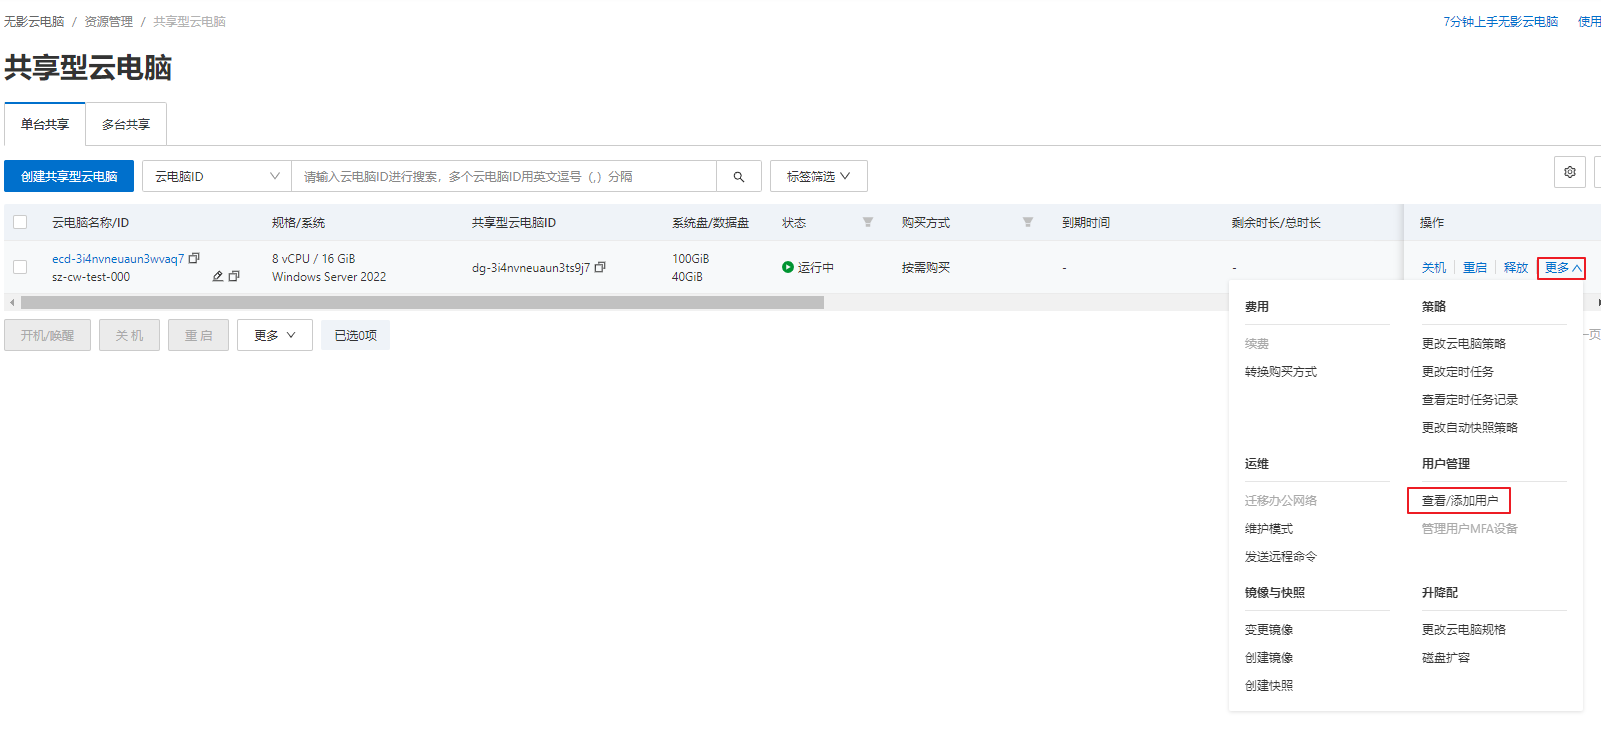 无影云电脑 / 资源管理 / 共享型云电脑
7分钟上手无影云电脑 使用
共享型云电脑
单台共享 多台共享
创建共享型云电脑 云电脑ID 请输入云电脑ID进行搜索，多个云电脑ID用英文逗号（,）分隔 标签筛选
云电脑名称/ID 规格/系统 共享型云电脑ID 系统盘/数据盘 状态 购买方式 到期时间 剩余时长/总时长 操作
ecd-3i4nvneuaun3wvaq7 8 vCPU / 16 GiB dg-3i4nvneuaun3ts9j7 100GiB 运行中 按需购买 - - 关机 重启 释放 更多
sz-cw-test-000 Windows Server 2022 40GiB
开机/唤醒 关机 重启 更多 已选0项
一页
费用 策略
续费 更改云电脑策略
转换购买方式 更改定时任务
查看定时任务记录
更改自动快照策略
运维 用户管理
迁移办公网络 查看/添加用户
维护模式 管理用户MFA设备
发送远程命令
镜像与快照 升降配
变更镜像 更改云电脑规格
创建镜像 磁盘扩容
创建快照